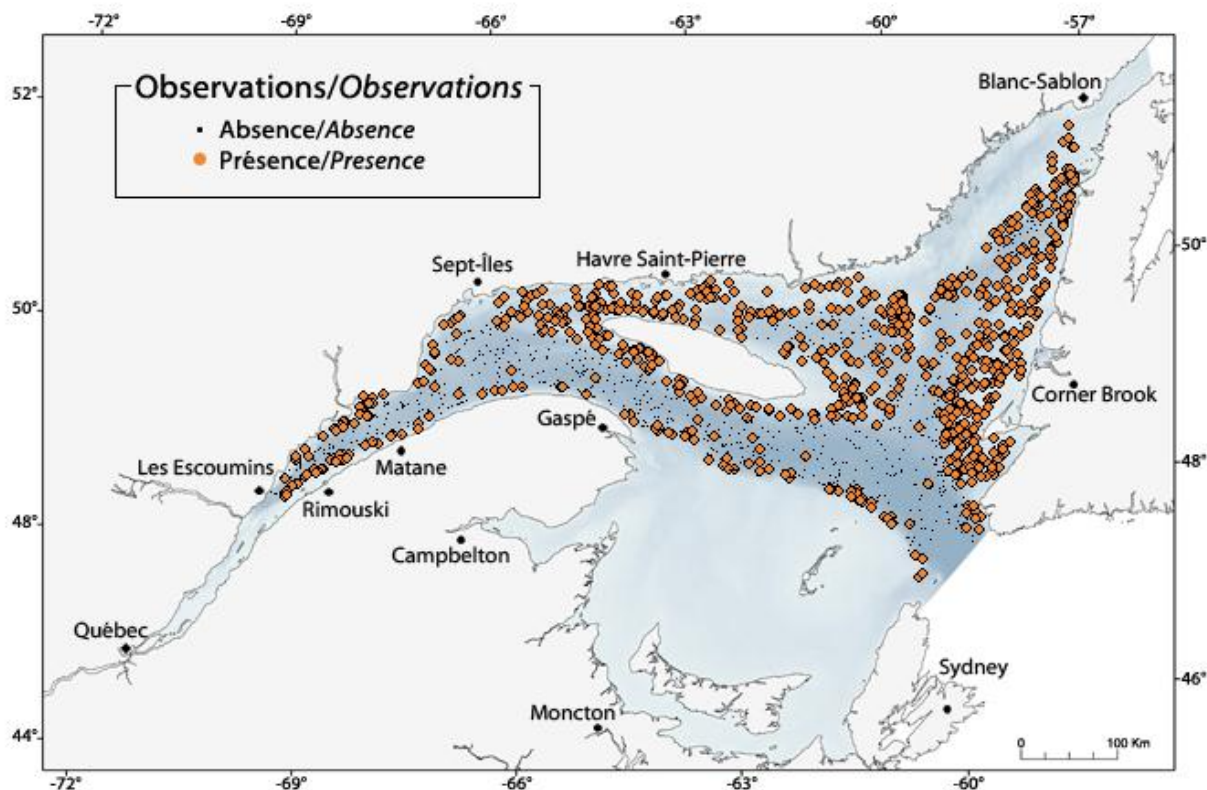 -72° -69° -66° -63° -60° -57°
Observations/Observations
Absence/Absence
Présence/Presence
52°
Blanc-Sablon
50°
Havre Saint-Pierre
Sept-Îles
50°
Corner Brook
Gaspé
48°
Les Escoumins
Matane
Rimouski
48°
Campbelton
Québec
Sydney
46°
46°
Moncton
44°
0 100 Km
-72° -69° -66° -63° -60°